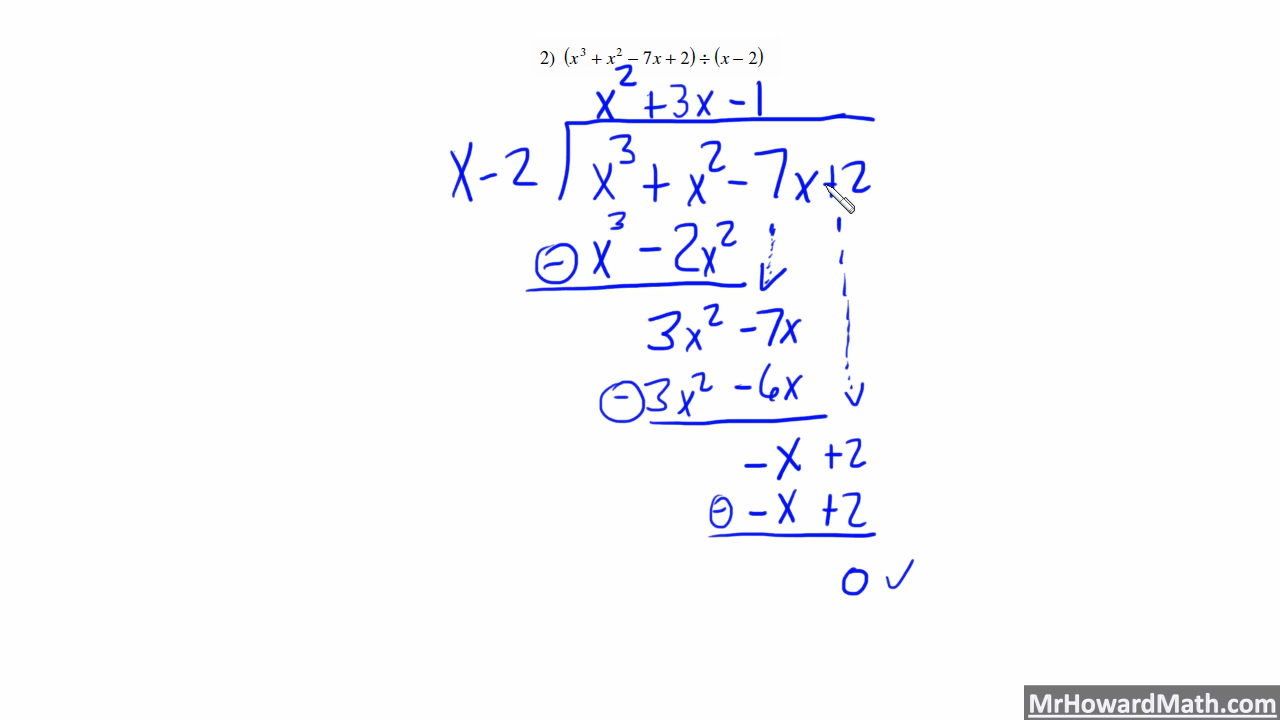 2) (x³ + x² − 7x + 2) ÷ (x − 2)
x² + 3x − 1
x − 2 ) x³ + x² − 7x + 2
⊖ x³ − 2x²
3x² − 7x
⊖ 3x² − 6x
− x + 2
⊖ − x + 2
0 ✓
MrHowardMath.com